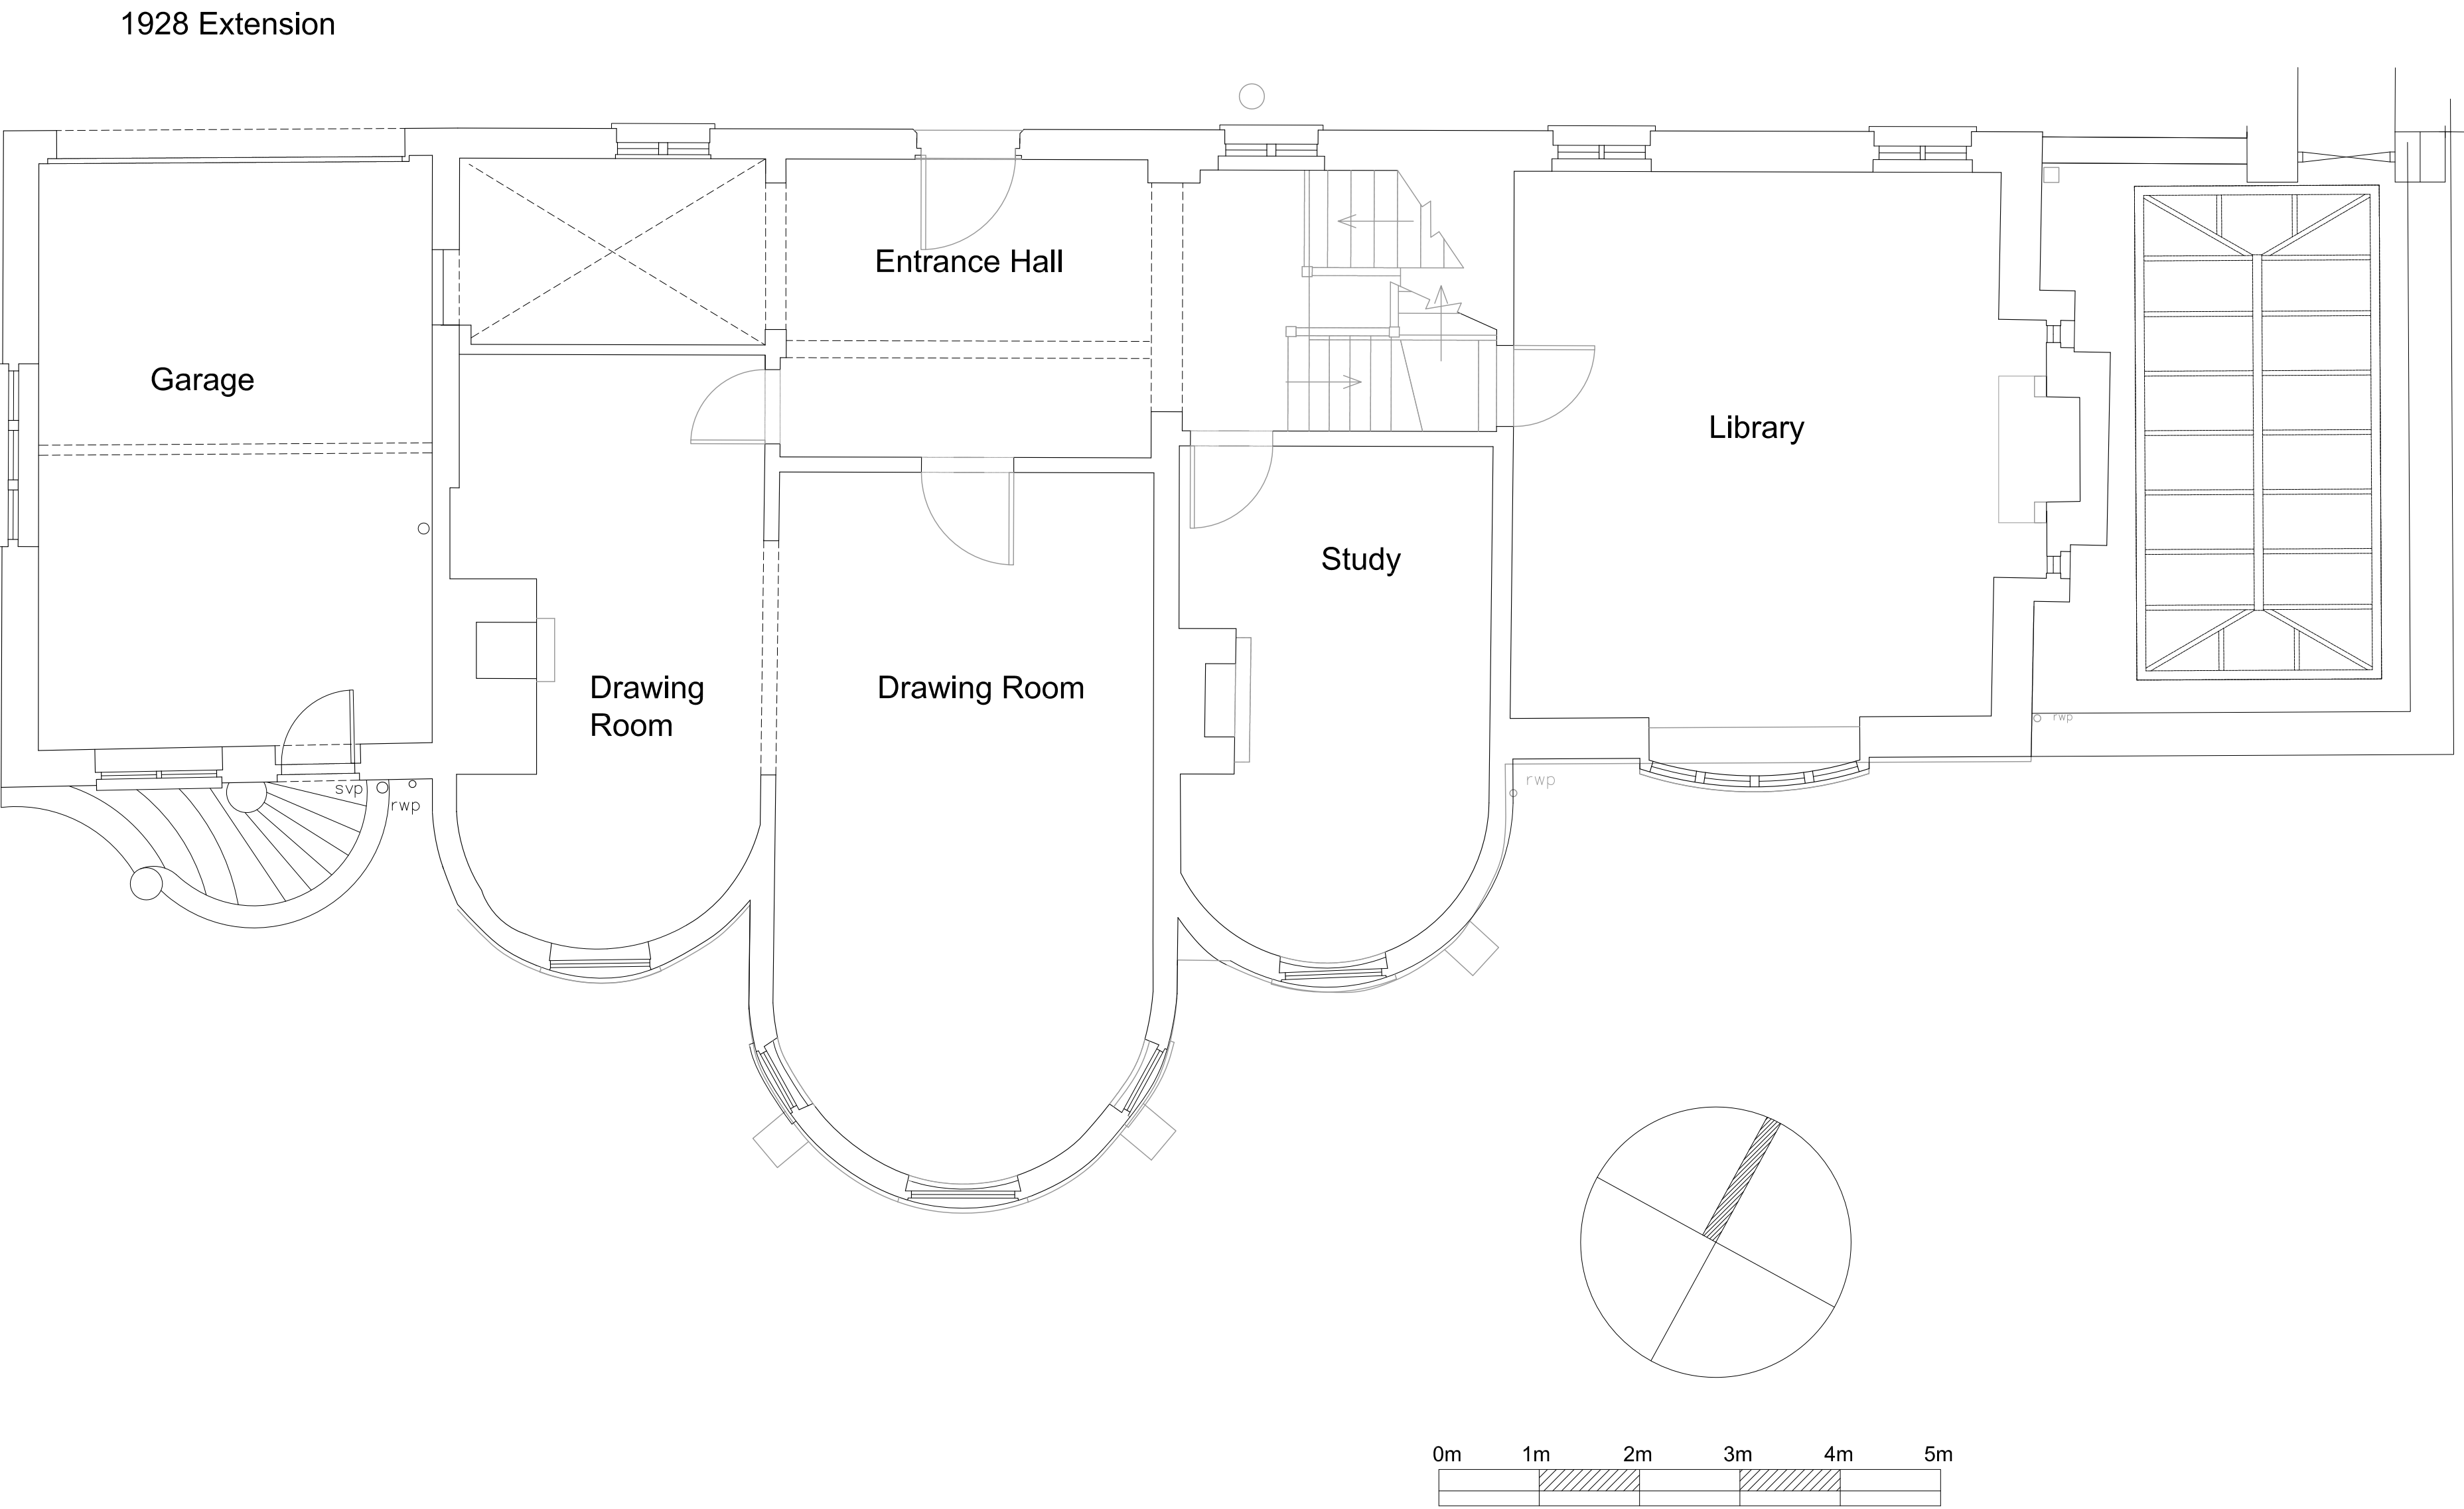 1928 Extension
Entrance Hall
Garage
Library
Study
Drawing
Room
Drawing Room
rwp
rwp
svp
rwp
0m 1m 2m 3m 4m 5m